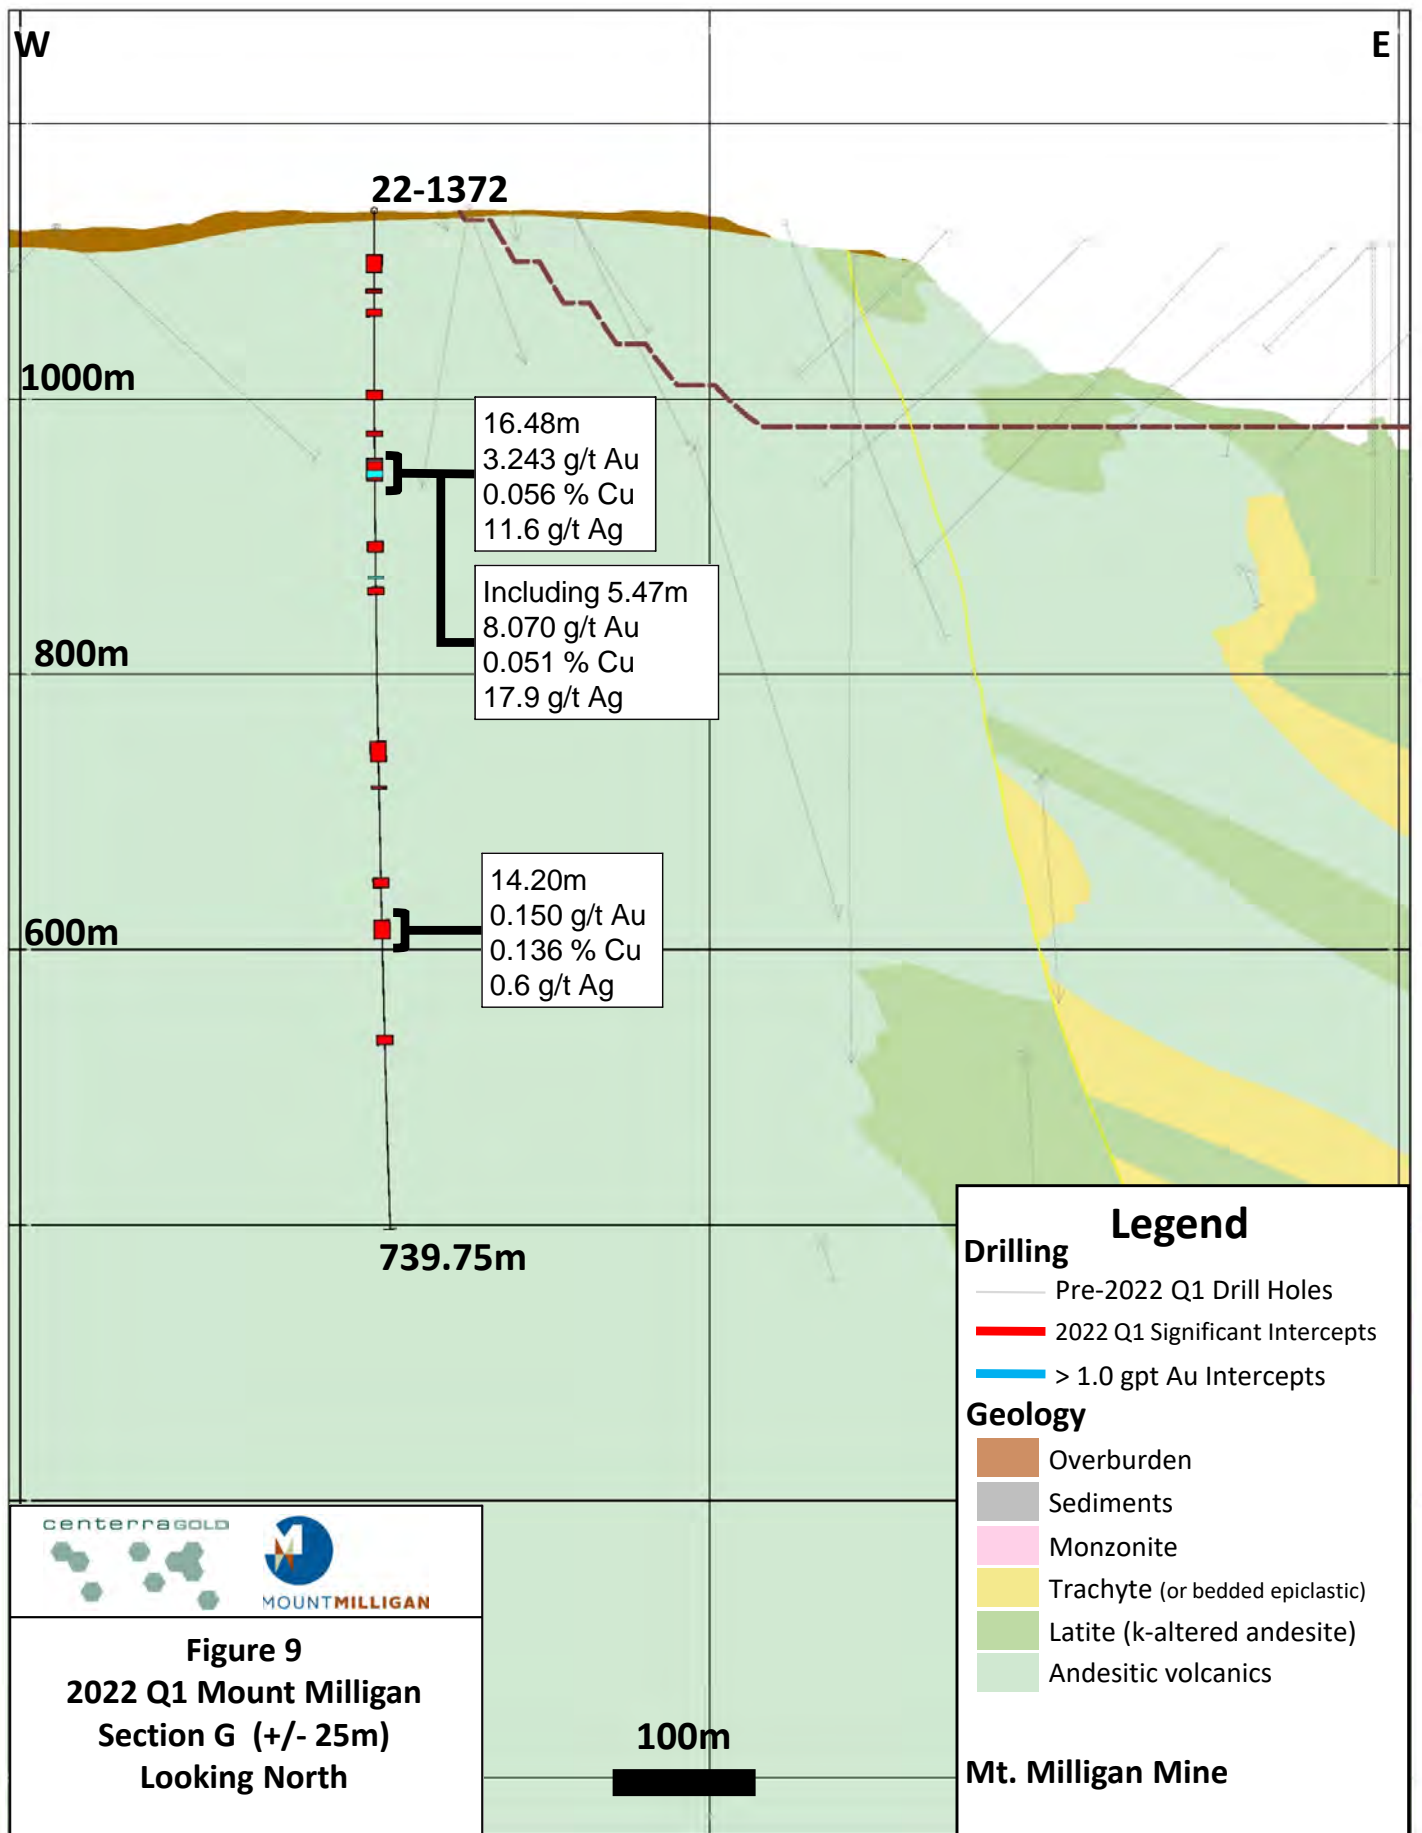 W
E
22-1372
1000m
16.48m
3.243 g/t Au
0.056 % Cu
11.6 g/t Ag
Including 5.47m
8.070 g/t Au
0.051 % Cu
17.9 g/t Ag
800m
14.20m
0.150 g/t Au
0.136 % Cu
0.6 g/t Ag
600m
739.75m
Legend
Drilling
Pre-2022 Q1 Drill Holes
2022 Q1 Significant Intercepts
> 1.0 gpt Au Intercepts
Geology
Overburden
Sediments
Monzonite
Trachyte (or bedded epiclastic)
Latite (k-altered andesite)
Andesitic volcanics
Mt. Milligan Mine
centerraGOLD
MOUNTMILLIGAN
Figure 9
2022 Q1 Mount Milligan
Section G (+/- 25m)
Looking North
100m